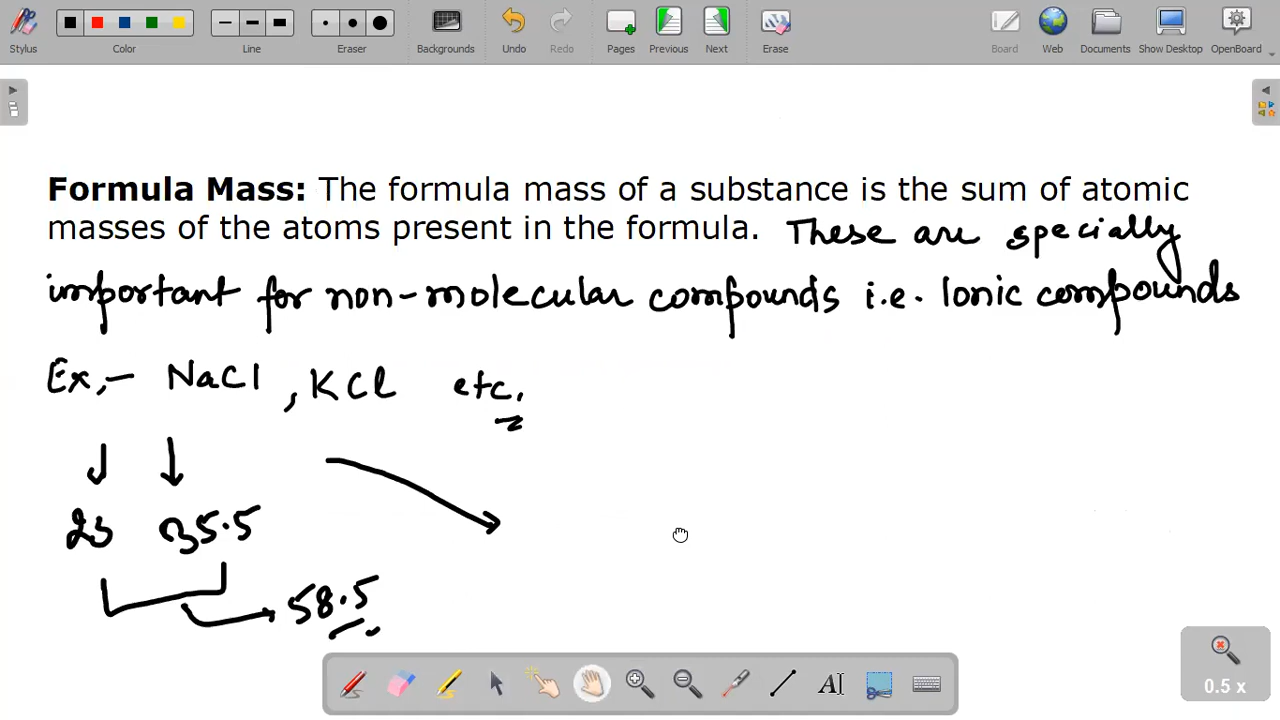 Stylus
Color
Line
Eraser
Backgrounds
Undo
Redo
Pages
Previous
Next
Erase
Board
Web
Documents
Show Desktop
OpenBoard
Formula Mass: The formula mass of a substance is the sum of atomic
masses of the atoms present in the formula. These are specially
important for non-molecular compounds i.e. Ionic compounds
Ex,- NaCl , KCl etc.
23 35.5
58.5
AI
0.5 x